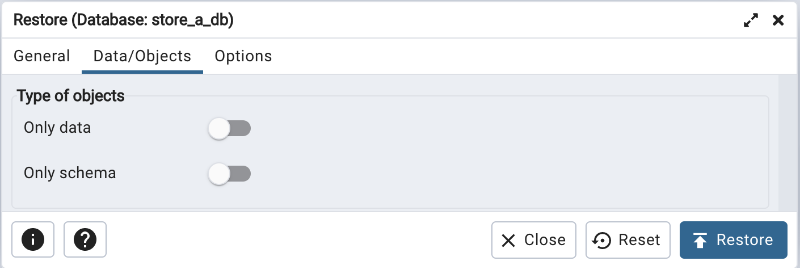 Restore (Database: store_a_db)
General Data/Objects Options
Type of objects
Only data
Only schema
Close Reset Restore